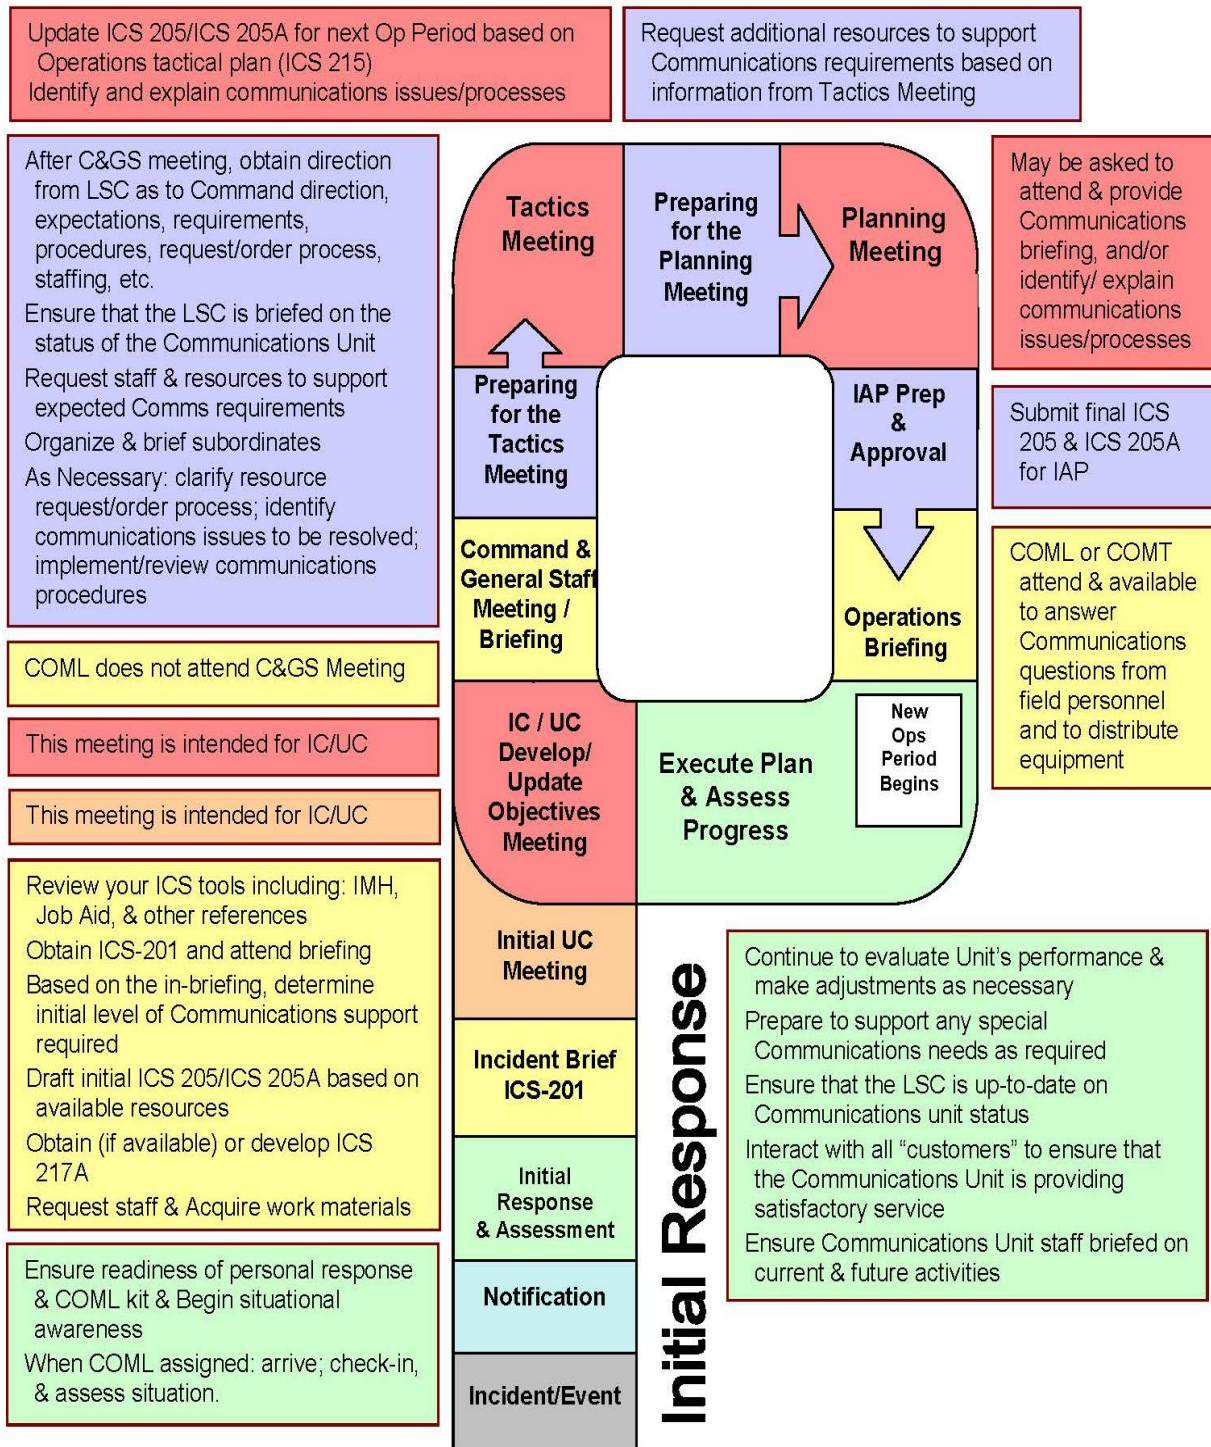 Update ICS 205/ICS 205A for next Op Period based on
Operations tactical plan (ICS 215)
Identify and explain communications issues/processes
Request additional resources to support
Communications requirements based on
information from Tactics Meeting
After C&GS meeting, obtain direction
from LSC as to Command direction,
expectations, requirements,
procedures, request/order process,
staffing, etc.
Ensure that the LSC is briefed on the
status of the Communications Unit
Request staff & resources to support
expected Comms requirements
Organize & brief subordinates
As Necessary: clarify resource
request/order process; identify
communications issues to be resolved;
implement/review communications
procedures
COML does not attend C&GS Meeting
This meeting is intended for IC/UC
This meeting is intended for IC/UC
Review your ICS tools including: IMH,
Job Aid, & other references
Obtain ICS-201 and attend briefing
Based on the in-briefing, determine
initial level of Communications support
required
Draft initial ICS 205/ICS 205A based on
available resources
Obtain (if available) or develop ICS
217A
Request staff & Acquire work materials
Ensure readiness of personal response
& COML kit & Begin situational
awareness
When COML assigned: arrive; check-in,
& assess situation.
Tactics
Meeting
Preparing
for the
Planning
Meeting
Planning
Meeting
Preparing
for the
Tactics
Meeting
IAP Prep
&
Approval
Command &
General Staff
Meeting /
Briefing
Operations
Briefing
IC / UC
Develop/
Update
Objectives
Meeting
Execute Plan
& Assess
Progress
New
Ops
Period
Begins
Initial UC
Meeting
Incident Brief
ICS-201
Initial
Response
& Assessment
Notification
Incident/Event
Initial Response
May be asked to
attend & provide
Communications
briefing, and/or
identify/ explain
communications
issues/processes
Submit final ICS
205 & ICS 205A
for IAP
COML or COMT
attend & available
to answer
Communications
questions from
field personnel
and to distribute
equipment
Continue to evaluate Unit's performance &
make adjustments as necessary
Prepare to support any special
Communications needs as required
Ensure that the LSC is up-to-date on
Communications unit status
Interact with all “customers” to ensure that
the Communications Unit is providing
satisfactory service
Ensure Communications Unit staff briefed on
current & future activities